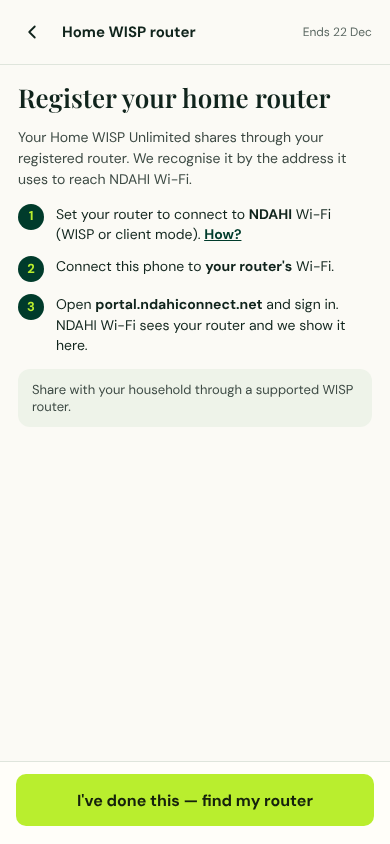 Home WISP router
Ends 22 Dec
Register your home router
Your Home WISP Unlimited shares through your
registered router. We recognise it by the address it
uses to reach NDAHI Wi-Fi.
1
Set your router to connect to NDAHI Wi-Fi
(WISP or client mode). How?
2
Connect this phone to your router's Wi-Fi.
3
Open portal.ndahiconnect.net and sign in.
NDAHI Wi-Fi sees your router and we show it
here.
Share with your household through a supported WISP
router.
I've done this — find my router